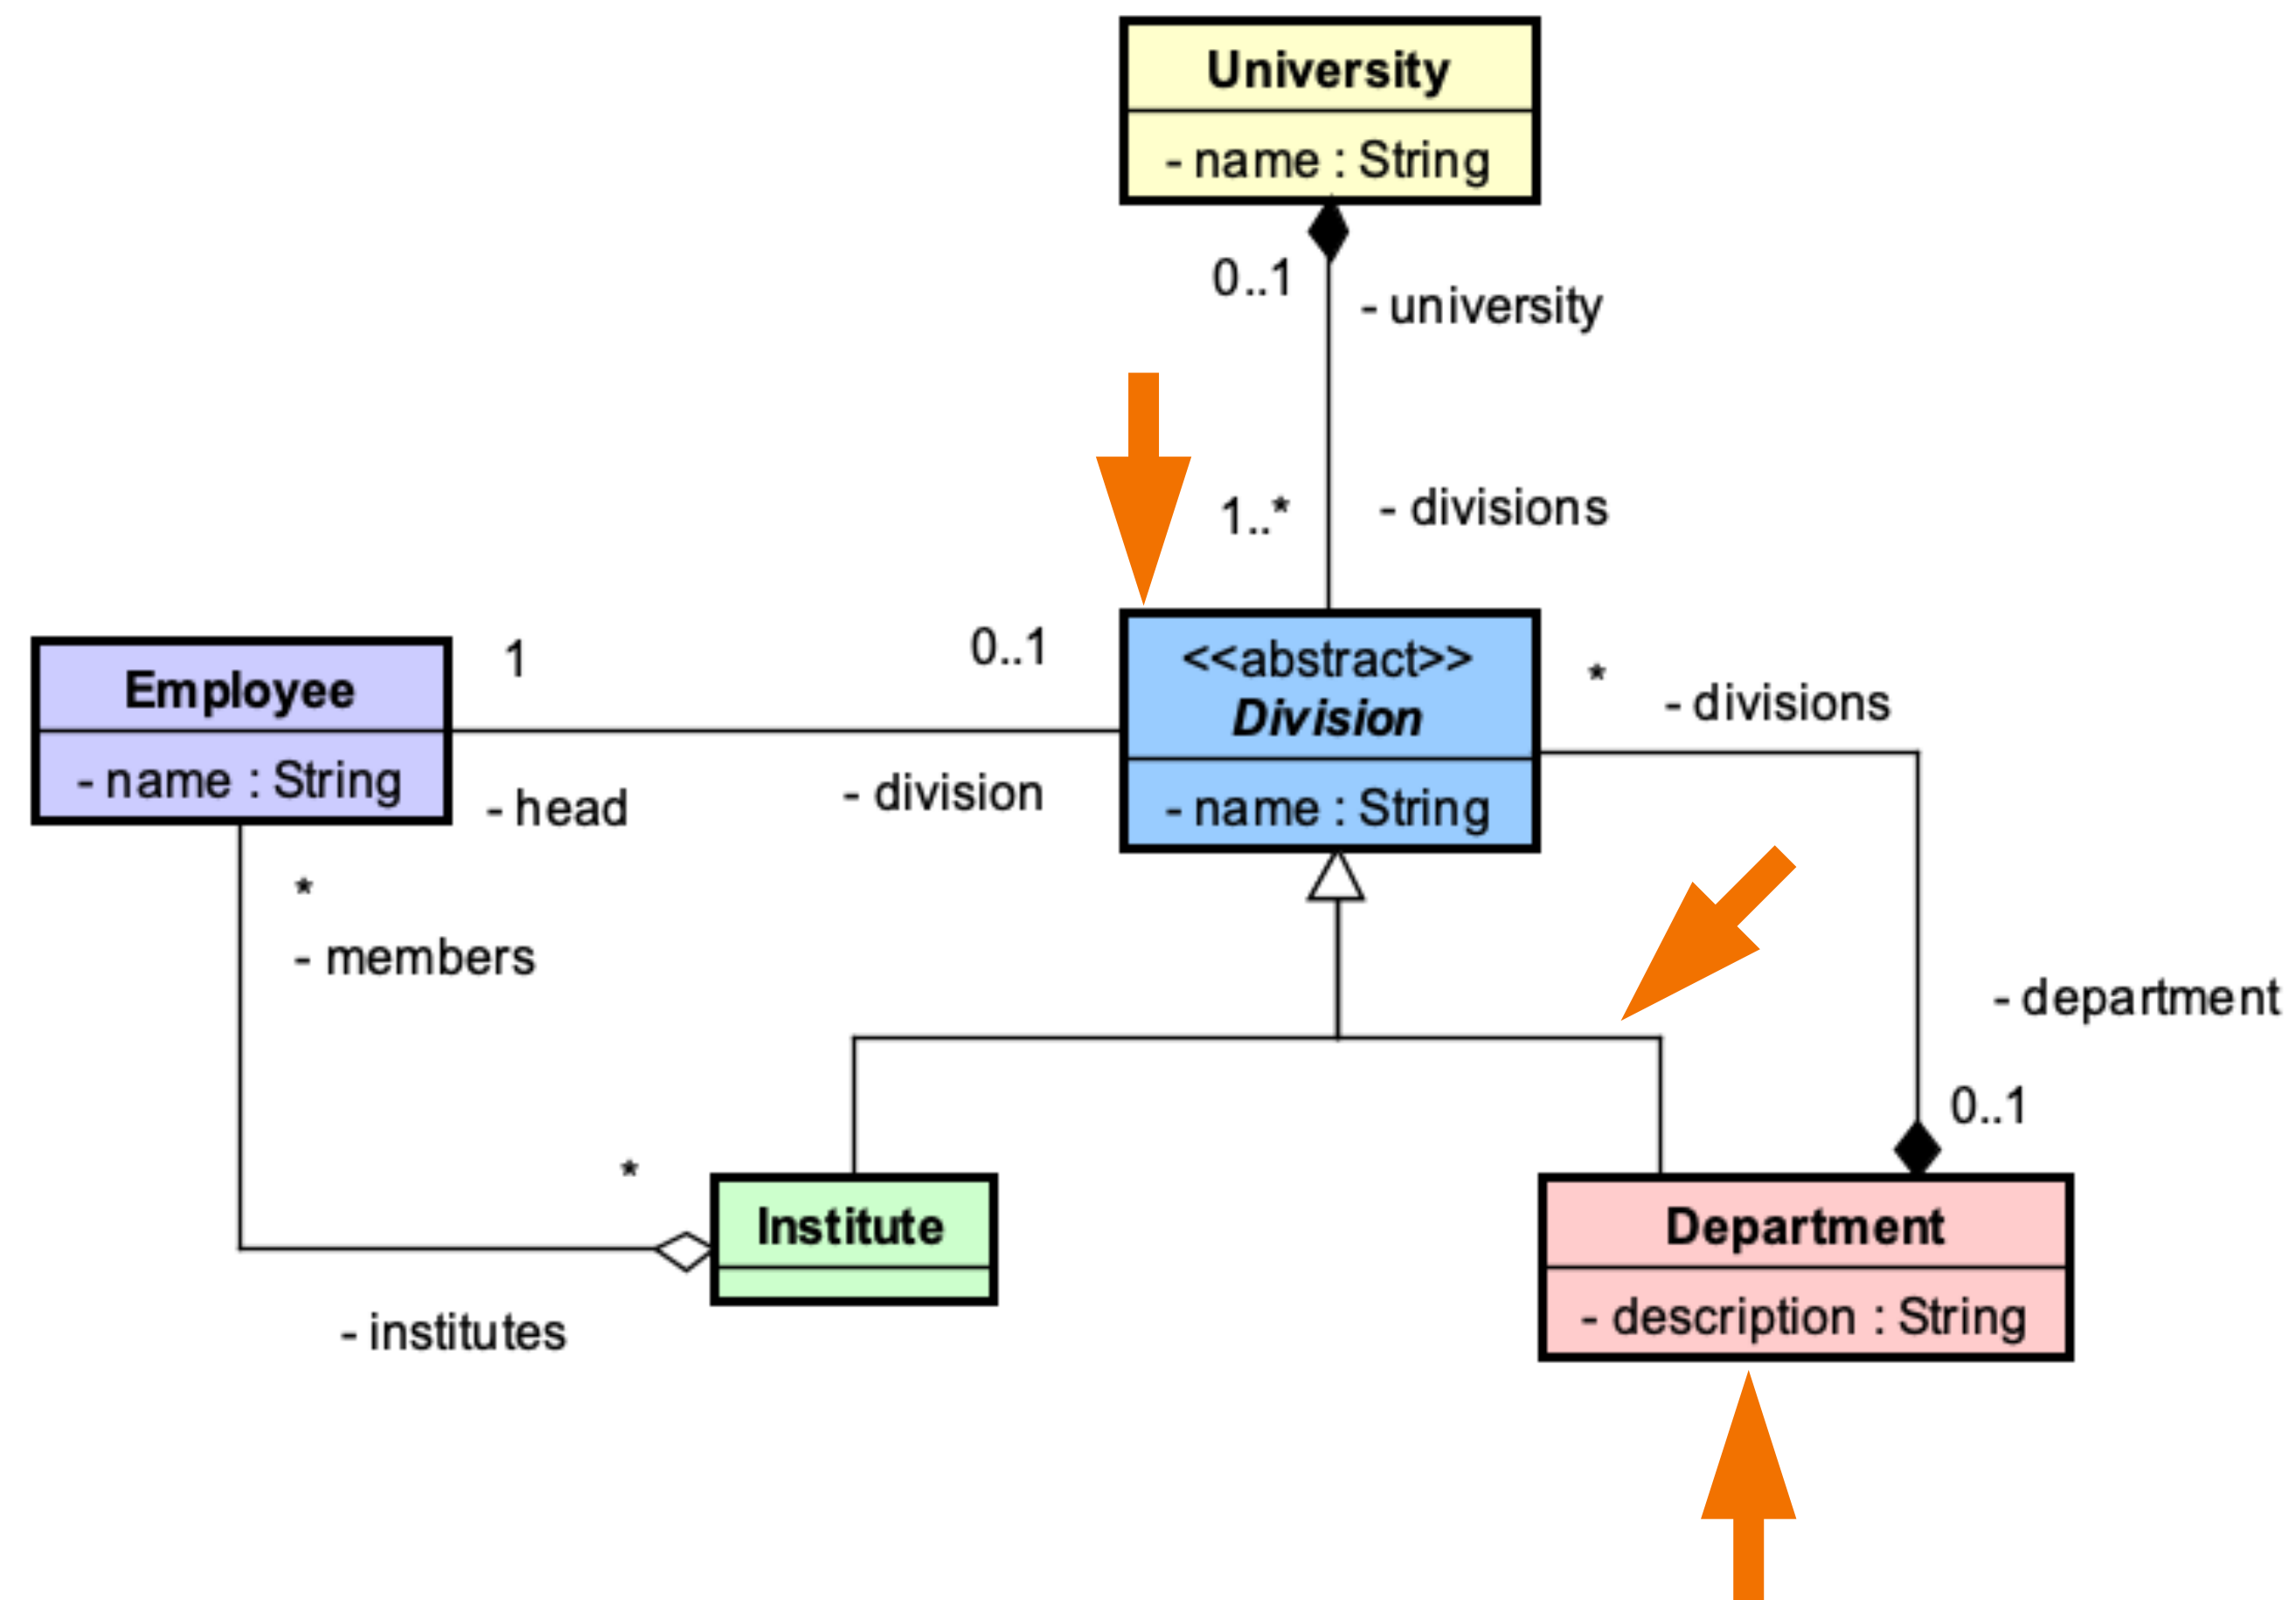 University
- name : String
0..1
- university
1..*
- divisions
Employee
- name : String
1
- head
0..1
- division
<<abstract>>
Division
- name : String
*
- divisions
*
- members
- department
0..1
*
- institutes
Institute
Department
- description : String